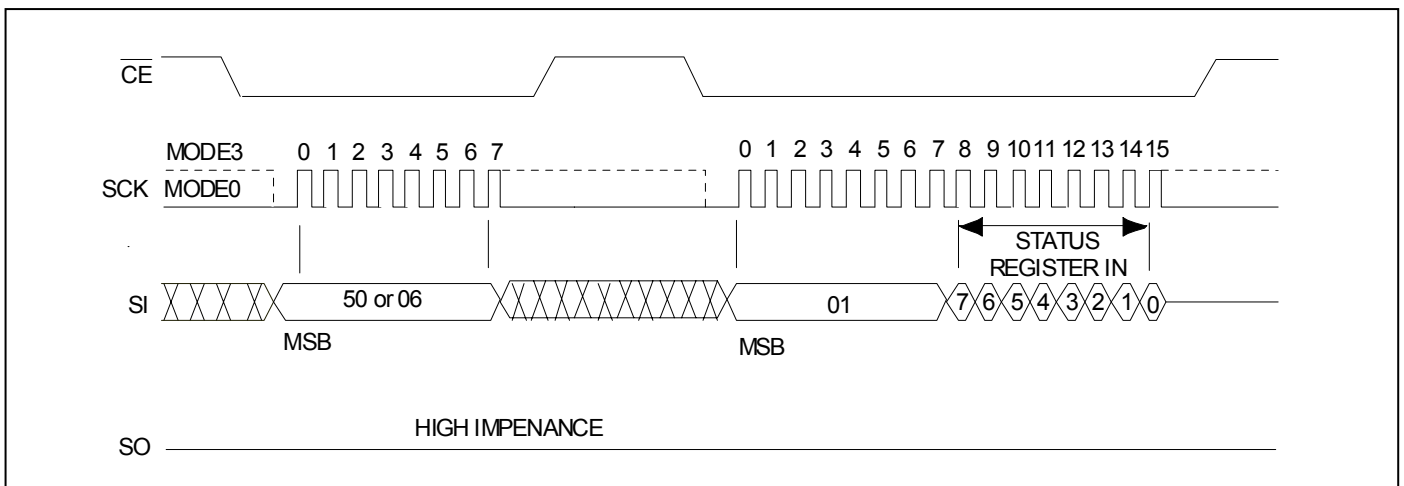 CE
MODE3 0 1 2 3 4 5 6 7 0 1 2 3 4 5 6 7 8 9 10 11 12 13 14 15
SCK MODE0
STATUS
REGISTER IN
SI 50 or 06 01 7 6 5 4 3 2 1 0
MSB MSB
HIGH IMPENANCE
SO